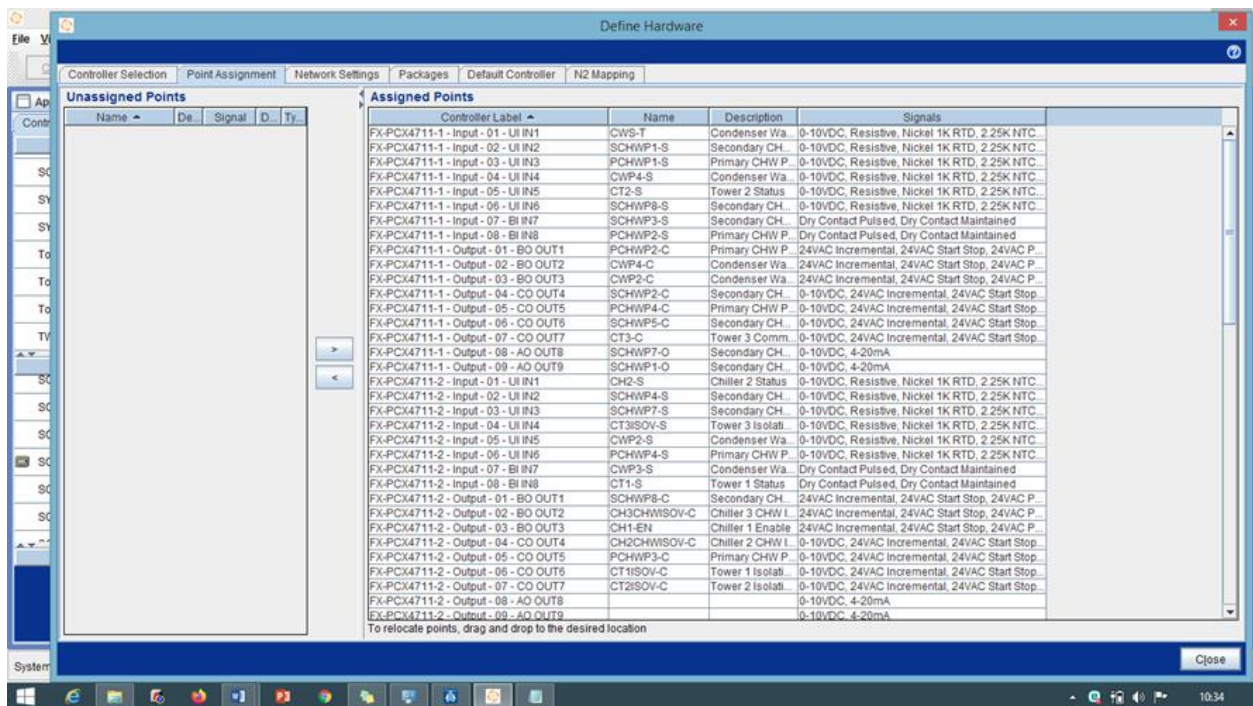 Define Hardware
File Vi
Controller Selection Point Assignment Network Settings Packages Default Controller N2 Mapping
Unassigned Points Assigned Points
Name De... Signal D... Ty... Controller Label Name Description Signals
FX-PCX4711-1 - Input - 01 - UI IN1 CWS-T Condenser Wa... 0-10VDC, Resistive, Nickel 1K RTD, 2.25K NTC...
FX-PCX4711-1 - Input - 02 - UI IN2 SCHWP1-S Secondary CH... 0-10VDC, Resistive, Nickel 1K RTD, 2.25K NTC...
FX-PCX4711-1 - Input - 03 - UI IN3 PCHWP1-S Primary CHW P... 0-10VDC, Resistive, Nickel 1K RTD, 2.25K NTC...
FX-PCX4711-1 - Input - 04 - UI IN4 CWP4-S Condenser Wa... 0-10VDC, Resistive, Nickel 1K RTD, 2.25K NTC...
FX-PCX4711-1 - Input - 05 - UI IN5 CT2-S Tower 2 Status 0-10VDC, Resistive, Nickel 1K RTD, 2.25K NTC...
FX-PCX4711-1 - Input - 06 - UI IN6 SCHWP8-S Secondary CH... 0-10VDC, Resistive, Nickel 1K RTD, 2.25K NTC...
FX-PCX4711-1 - Input - 07 - BI IN7 SCHWP3-S Secondary CH... Dry Contact Pulsed, Dry Contact Maintained
FX-PCX4711-1 - Input - 08 - BI IN8 PCHWP2-S Primary CHW P... Dry Contact Pulsed, Dry Contact Maintained
FX-PCX4711-1 - Output - 01 - BO OUT1 PCHWP2-C Primary CHW P... 24VAC Incremental, 24VAC Start Stop, 24VAC P...
FX-PCX4711-1 - Output - 02 - BO OUT2 CWP4-C Condenser Wa... 24VAC Incremental, 24VAC Start Stop, 24VAC P...
FX-PCX4711-1 - Output - 03 - BO OUT3 CWP2-C Condenser Wa... 24VAC Incremental, 24VAC Start Stop, 24VAC P...
FX-PCX4711-1 - Output - 04 - CO OUT4 SCHWP2-C Secondary CH... 0-10VDC, 24VAC Incremental, 24VAC Start Stop...
FX-PCX4711-1 - Output - 05 - CO OUT5 PCHWP4-C Primary CHW P... 0-10VDC, 24VAC Incremental, 24VAC Start Stop...
FX-PCX4711-1 - Output - 06 - CO OUT6 SCHWP5-C Secondary CH... 0-10VDC, 24VAC Incremental, 24VAC Start Stop...
FX-PCX4711-1 - Output - 07 - CO OUT7 CT3-C Tower 3 Comm... 0-10VDC, 24VAC Incremental, 24VAC Start Stop...
FX-PCX4711-1 - Output - 08 - AO OUT8 SCHWP7-O Secondary CH... 0-10VDC, 4-20mA
FX-PCX4711-1 - Output - 09 - AO OUT9 SCHWP1-O Secondary CH... 0-10VDC, 4-20mA
FX-PCX4711-2 - Input - 01 - UI IN1 CH2-S Chiller 2 Status 0-10VDC, Resistive, Nickel 1K RTD, 2.25K NTC...
FX-PCX4711-2 - Input - 02 - UI IN2 SCHWP4-S Secondary CH... 0-10VDC, Resistive, Nickel 1K RTD, 2.25K NTC...
FX-PCX4711-2 - Input - 03 - UI IN3 SCHWP7-S Secondary CH... 0-10VDC, Resistive, Nickel 1K RTD, 2.25K NTC...
FX-PCX4711-2 - Input - 04 - UI IN4 CT3ISOV-S Tower 3 Isolati... 0-10VDC, Resistive, Nickel 1K RTD, 2.25K NTC...
FX-PCX4711-2 - Input - 05 - UI IN5 CWP2-S Condenser Wa... 0-10VDC, Resistive, Nickel 1K RTD, 2.25K NTC...
FX-PCX4711-2 - Input - 06 - UI IN6 PCHWP4-S Primary CHW P... 0-10VDC, Resistive, Nickel 1K RTD, 2.25K NTC...
FX-PCX4711-2 - Input - 07 - BI IN7 CWP3-S Condenser Wa... Dry Contact Pulsed, Dry Contact Maintained
FX-PCX4711-2 - Input - 08 - BI IN8 CT1-S Tower 1 Status Dry Contact Pulsed, Dry Contact Maintained
FX-PCX4711-2 - Output - 01 - BO OUT1 SCHWP8-C Secondary CH... 24VAC Incremental, 24VAC Start Stop, 24VAC P...
FX-PCX4711-2 - Output - 02 - BO OUT2 CH3CHWISOV-C Chiller 3 CHW I... 24VAC Incremental, 24VAC Start Stop, 24VAC P...
FX-PCX4711-2 - Output - 03 - BO OUT3 CH1-EN Chiller 1 Enable 24VAC Incremental, 24VAC Start Stop, 24VAC P...
FX-PCX4711-2 - Output - 04 - CO OUT4 CH2CHWISOV-C Chiller 2 CHW I... 0-10VDC, 24VAC Incremental, 24VAC Start Stop...
FX-PCX4711-2 - Output - 05 - CO OUT5 PCHWP3-C Primary CHW P... 0-10VDC, 24VAC Incremental, 24VAC Start Stop...
FX-PCX4711-2 - Output - 06 - CO OUT6 CT1ISOV-C Tower 1 Isolati... 0-10VDC, 24VAC Incremental, 24VAC Start Stop...
FX-PCX4711-2 - Output - 07 - CO OUT7 CT2ISOV-C Tower 2 Isolati... 0-10VDC, 24VAC Incremental, 24VAC Start Stop...
FX-PCX4711-2 - Output - 08 - AO OUT8 0-10VDC, 4-20mA
FX-PCX4711-2 - Output - 09 - AO OUT9 0-10VDC, 4-20mA
To relocate points, drag and drop to the desired location
Ap
Contr
SC
SY
SY
To
To
To
TV
SC
SC
SC
SC
SC
SC
>
<
System
Close
10:34